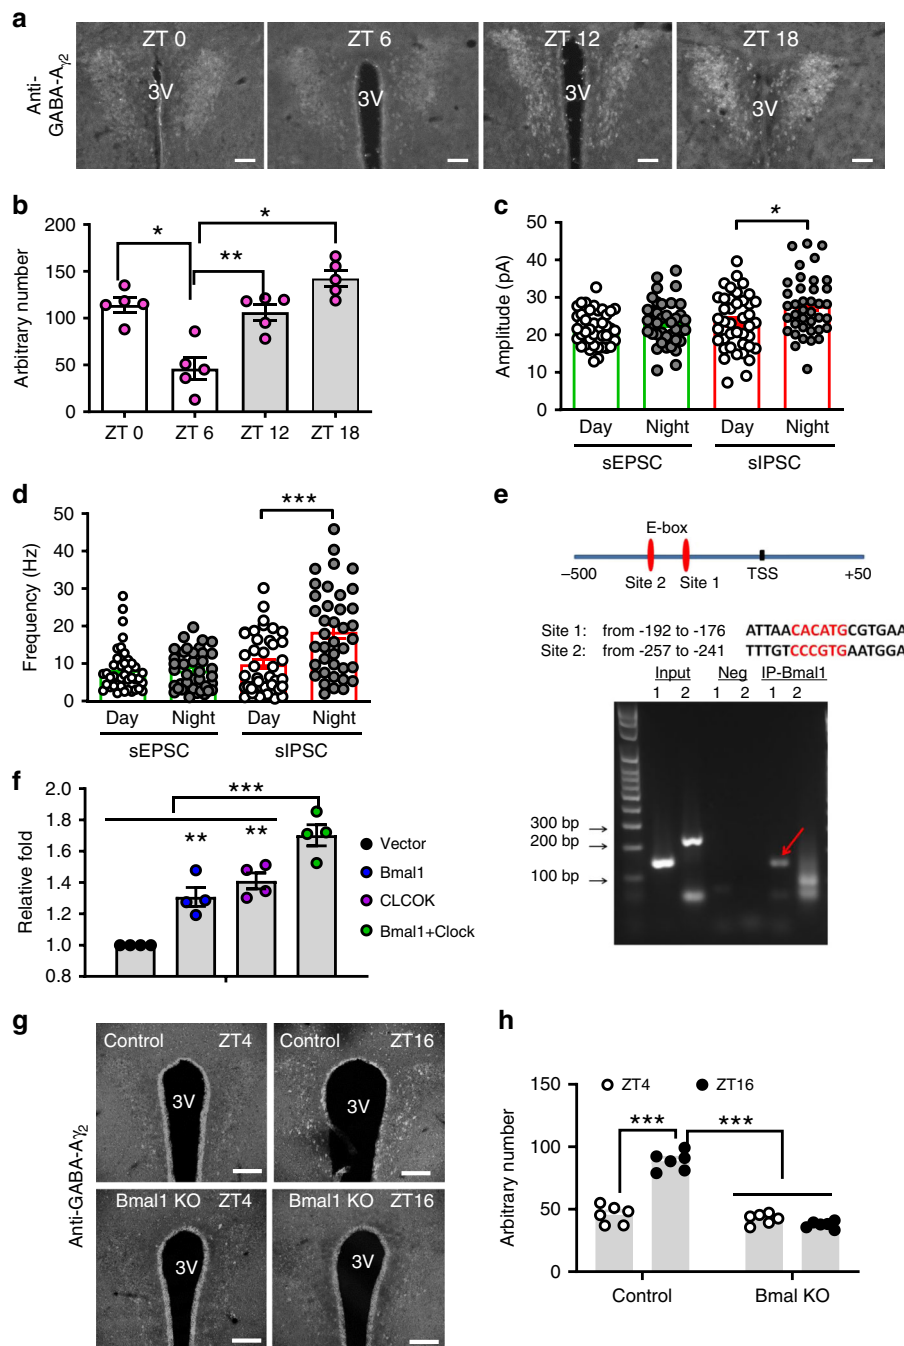 a
Anti-
GABA-Aγ2
ZT 0
ZT 6
ZT 12
ZT 18
3V
3V
3V
3V
b
Arbitrary number
200
150
100
50
0
*
**
*
ZT 0
ZT 6
ZT 12
ZT 18
c
Amplitude (pA)
50
40
30
20
10
0
*
Day
Night
Day
Night
sEPSC
sIPSC
d
Frequency (Hz)
50
40
30
20
10
0
***
Day
Night
Day
Night
sEPSC
sIPSC
e
E-box
Site 2
Site 1
TSS
−500
+50
Site 1: from -192 to -176 ATTAACACATGCGTGAA
Site 2: from -257 to -241 TTTGTCCCGTGAATGGA
Input
Neg
IP-Bmal1
1 2 1 2 1 2
300 bp
200 bp
100 bp
f
Relative fold
2.0
1.8
1.6
1.4
1.2
1.0
0.8
***
**
**
Vector
Bmal1
CLCOK
Bmal1+Clock
g
Anti-GABA-Aγ2
Control ZT4
3V
Control ZT16
3V
Bmal1 KO ZT4
3V
Bmal1 KO ZT16
3V
h
Arbitrary number
150
100
50
0
ZT4
ZT16
***
***
Control
Bmal KO